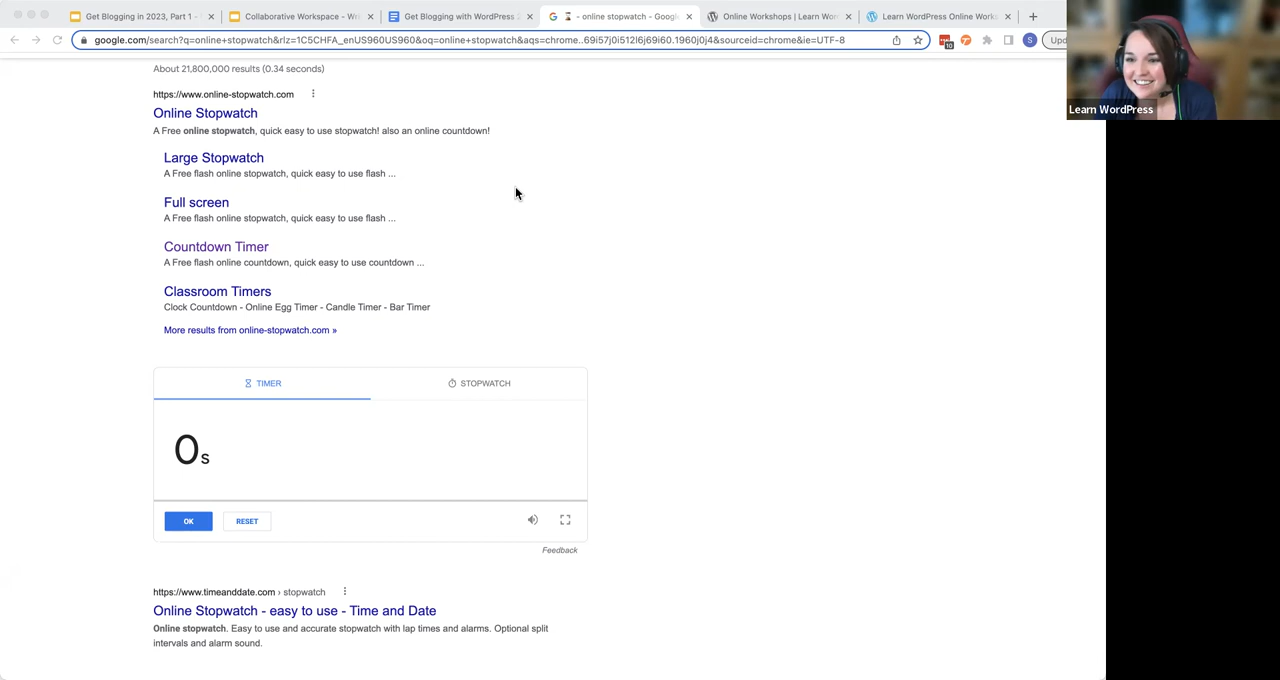 Get Blogging in 2023, Part 1 -
Collaborative Workspace - Wri
Get Blogging with WordPress 2
- online stopwatch - Google
Online Workshops | Learn Wor
Learn WordPress Online Works
google.com/search?q=online+stopwatch&rlz=1C5CHFA_enUS960US960&oq=online+stopwatch&aqs=chrome..69i57j0i512l6j69i60.1960j0j4&sourceid=chrome&ie=UTF-8
10
S
Upd
Learn WordPress
About 21,800,000 results (0.34 seconds)
https://www.online-stopwatch.com
Online Stopwatch
A Free online stopwatch, quick easy to use stopwatch! also an online countdown!
Large Stopwatch
A Free flash online stopwatch, quick easy to use flash ...
Full screen
A Free flash online stopwatch, quick easy to use flash ...
Countdown Timer
A Free flash online countdown, quick easy to use countdown ...
Classroom Timers
Clock Countdown - Online Egg Timer - Candle Timer - Bar Timer
More results from online-stopwatch.com »
TIMER
STOPWATCH
0s
OK
RESET
Feedback
https://www.timeanddate.com › stopwatch
Online Stopwatch - easy to use - Time and Date
Online stopwatch. Easy to use and accurate stopwatch with lap times and alarms. Optional split
intervals and alarm sound.